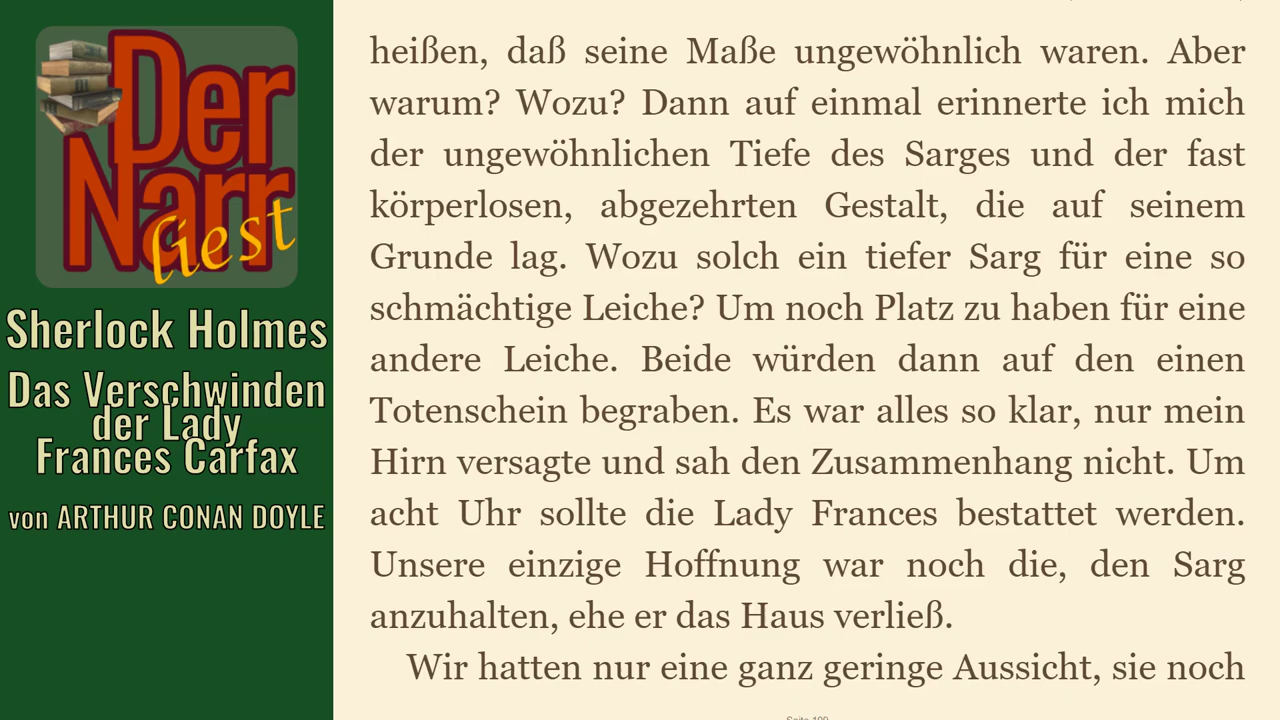 Der
Narr
liest
Sherlock Holmes
Das Verschwinden
der Lady
Frances Carfax
von ARTHUR CONAN DOYLE
heißen, daß seine Maße ungewöhnlich waren. Aber
warum? Wozu? Dann auf einmal erinnerte ich mich
der ungewöhnlichen Tiefe des Sarges und der fast
körperlosen, abgezehrten Gestalt, die auf seinem
Grunde lag. Wozu solch ein tiefer Sarg für eine so
schmächtige Leiche? Um noch Platz zu haben für eine
andere Leiche. Beide würden dann auf den einen
Totenschein begraben. Es war alles so klar, nur mein
Hirn versagte und sah den Zusammenhang nicht. Um
acht Uhr sollte die Lady Frances bestattet werden.
Unsere einzige Hoffnung war noch die, den Sarg
anzuhalten, ehe er das Haus verließ.
Wir hatten nur eine ganz geringe Aussicht, sie noch